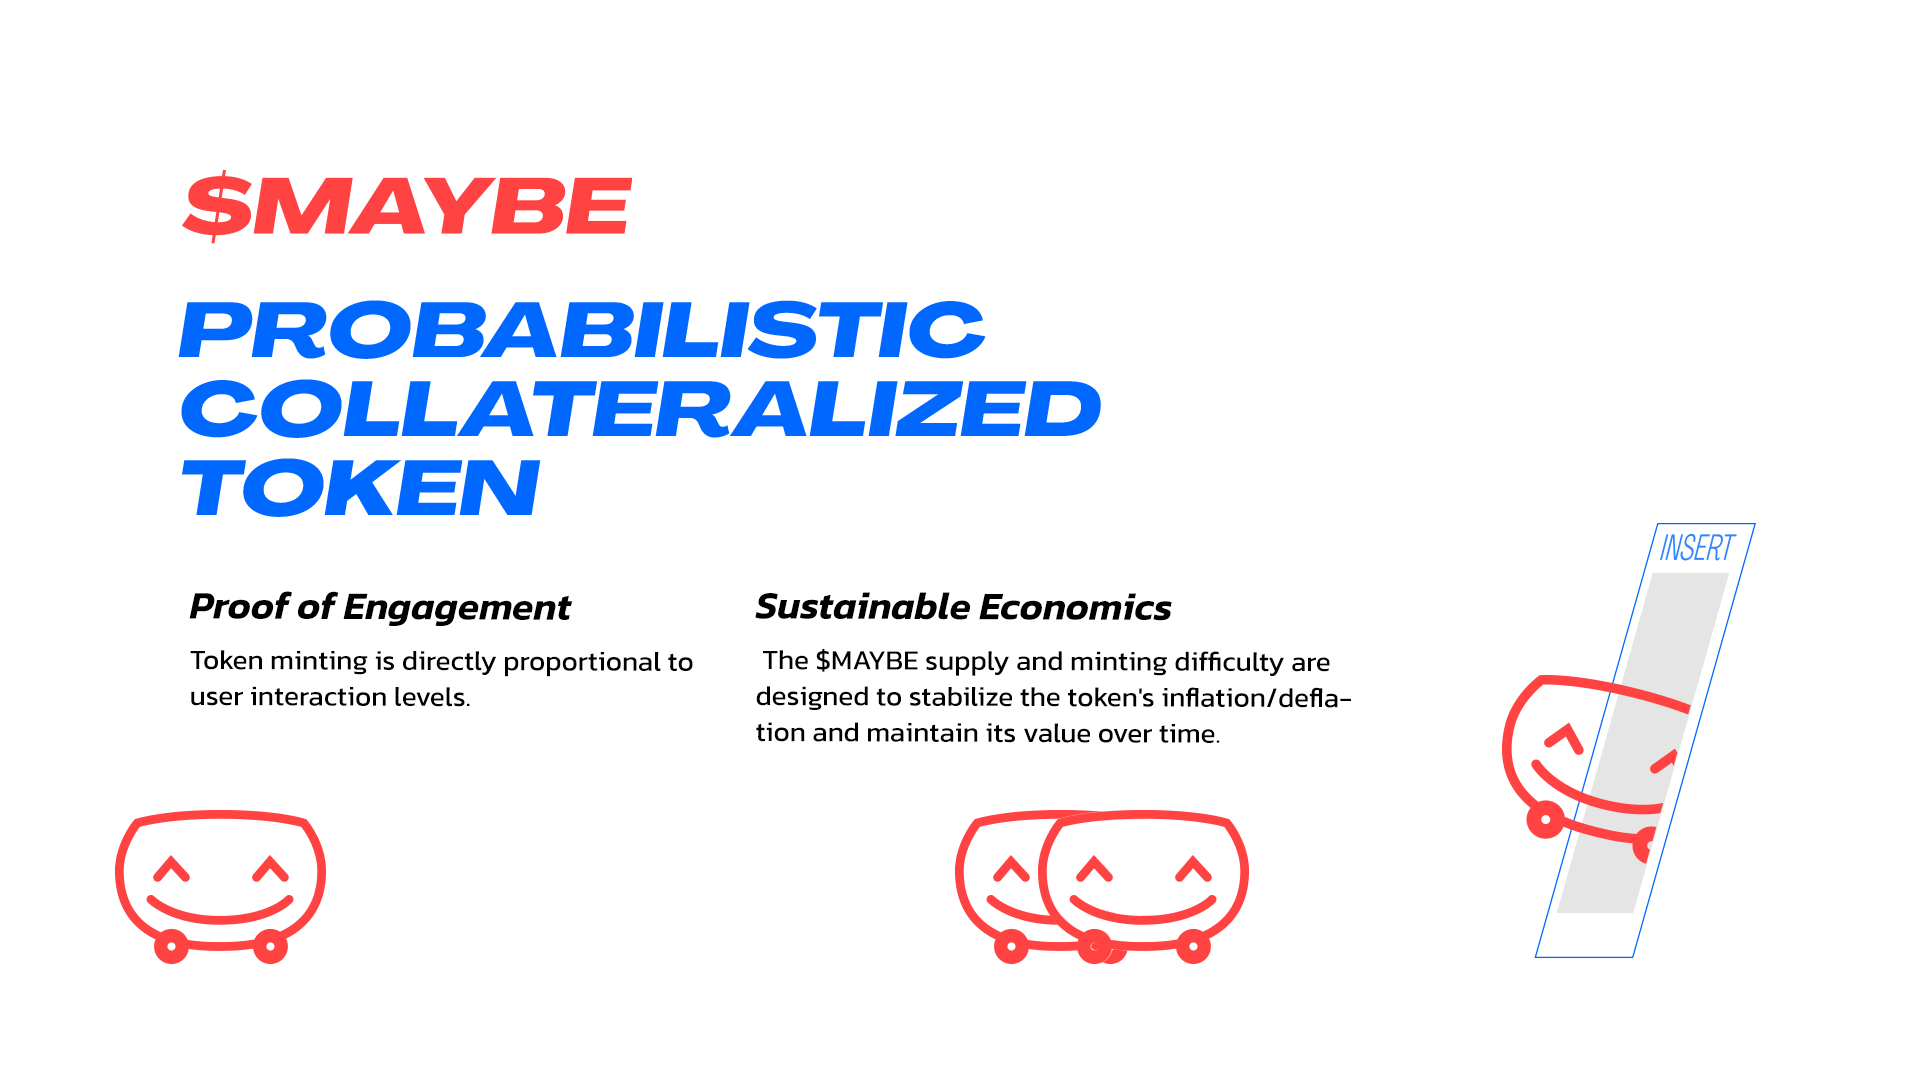 $MAYBE
PROBABILISTIC
COLLATERALIZED
TOKEN
Proof of Engagement
Token minting is directly proportional to
user interaction levels.
Sustainable Economics
The $MAYBE supply and minting difficulty are
designed to stabilize the token's inflation/defla-
tion and maintain its value over time.
INSERT